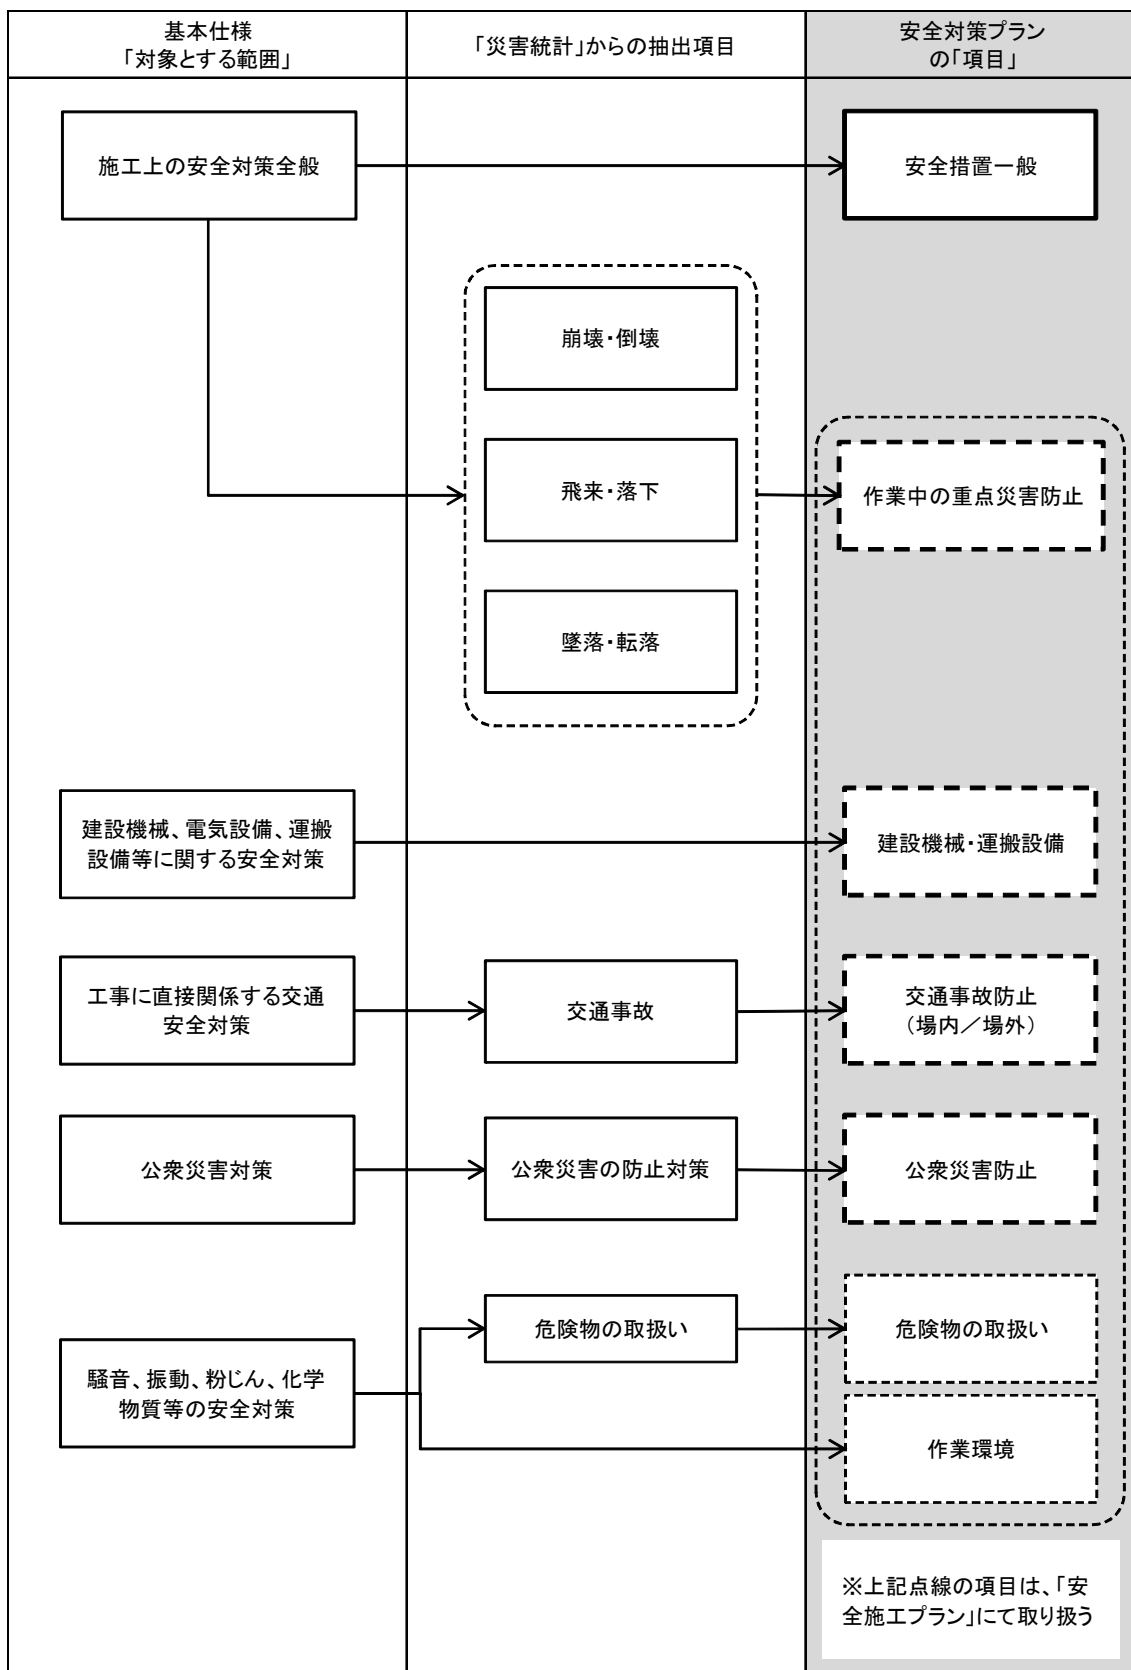 基本仕様
「対象とする範囲」
「災害統計」からの抽出項目
安全対策プラン
の「項目」
施工上の安全対策全般
安全措置一般
崩壊・倒壊
飛来・落下
作業中の重点災害防止
墜落・転落
建設機械、電気設備、運搬
設備等に関する安全対策
建設機械・運搬設備
工事に直接関係する交通
安全対策
交通事故
交通事故防止
（場内／場外）
公衆災害対策
公衆災害の防止対策
公衆災害防止
危険物の取扱い
危険物の取扱い
騒音、振動、粉じん、化学
物質等の安全対策
作業環境
※上記点線の項目は、「安
全施工プラン」にて取り扱う